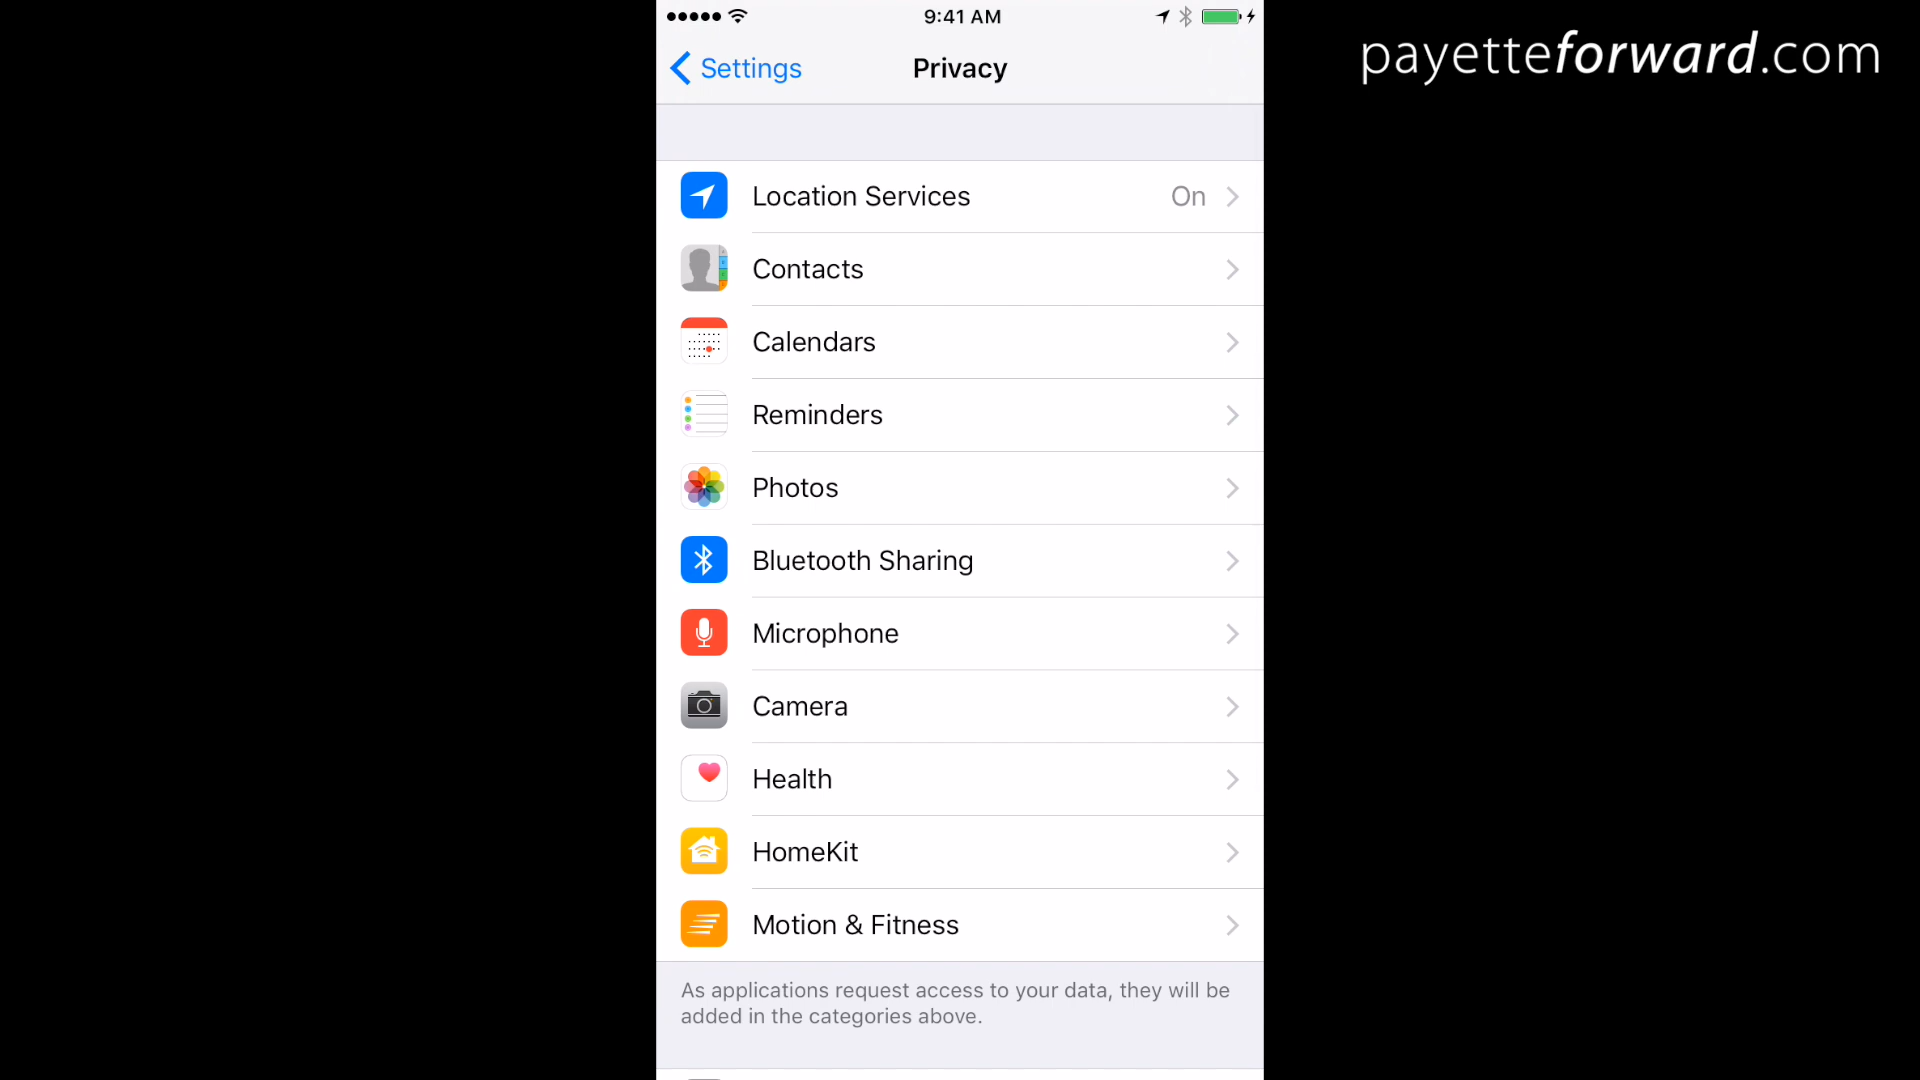 9:41 AM
payetteforward.com
Settings
Privacy
Location Services
On
Contacts
Calendars
Reminders
Photos
Bluetooth Sharing
Microphone
Camera
Health
HomeKit
Motion & Fitness
As applications request access to your data, they will be
added in the categories above.